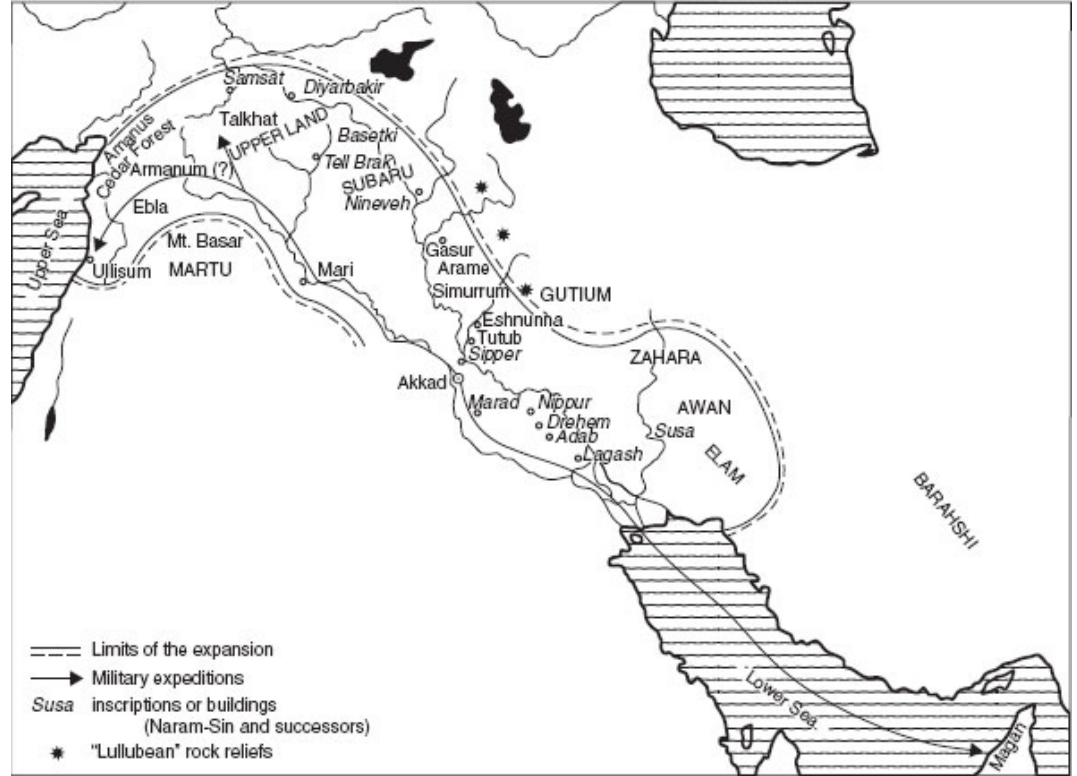 Samsat
Diyarbakir
Talkhat
UPPER LAND
Amanus
Cedar Forest
Basetki
Tell Brak
Armanum (?)
SUBARU
Nineveh
Ebla
Upper Sea
Mt. Basar
Gasur
Arame
MARTU
Ullisum
Mari
Simurrum
GUTIUM
Eshnunna
Tutub
Sipper
ZAHARA
Akkad
Marad
Nippur
AWAN
Drehem
Adab
Susa
Lagash
ELAM
BARAHSHI
Lower Sea
Magan
Limits of the expansion
Military expeditions
Susa inscriptions or buildings
(Naram-Sin and successors)
"Lullubean" rock reliefs